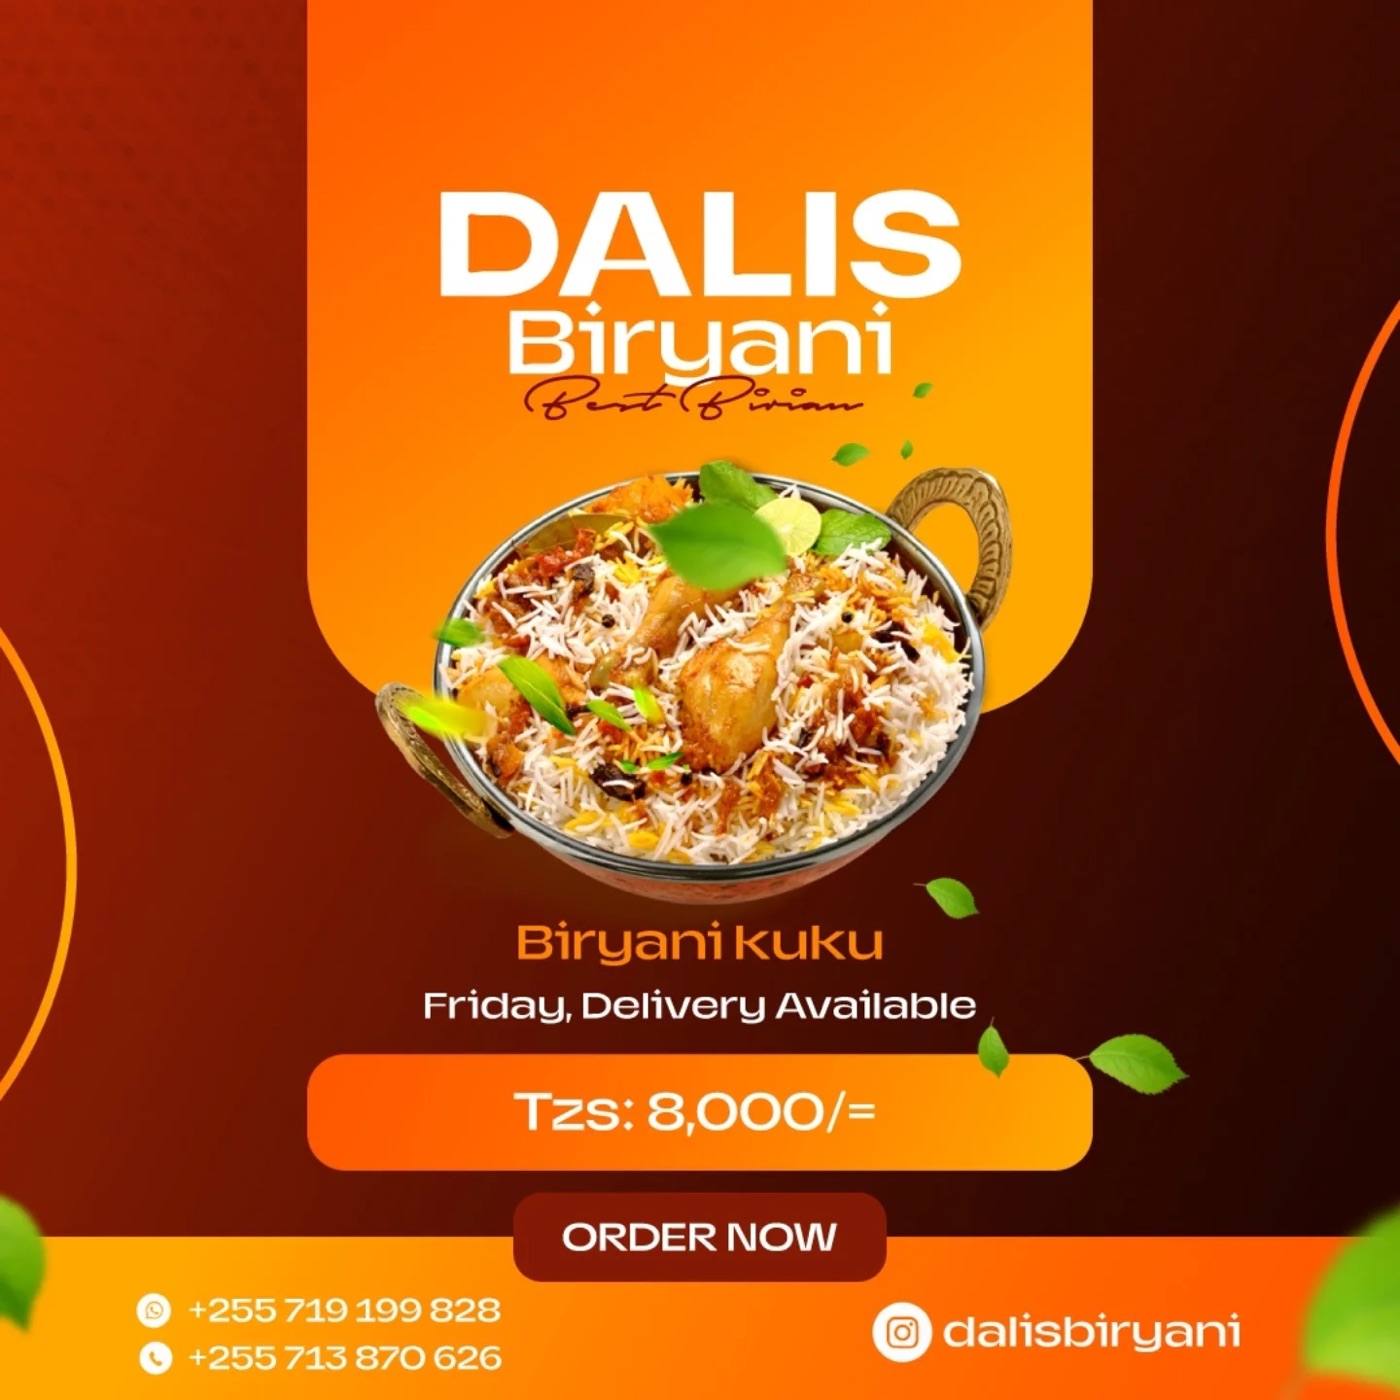 DALIS
Biryani
Best Birian
Biryani kuku
Friday, Delivery Available
Tzs: 8,000/=
ORDER NOW
+255 719 199 828
+255 713 870 626
dalisbiryani